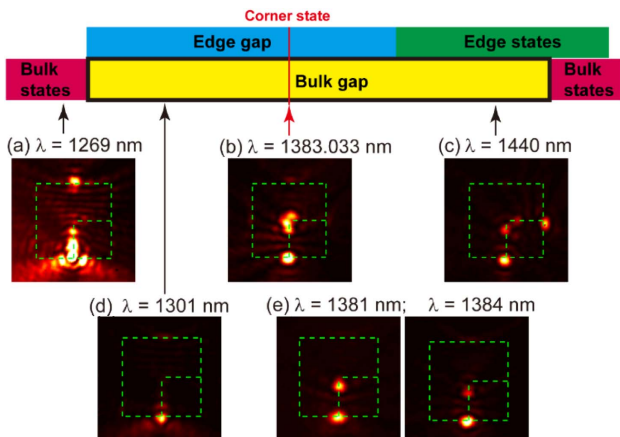 Corner state
Edge gap
Edge states
Bulk states
Bulk gap
Bulk states
(a) λ = 1269 nm
(b) λ = 1383.033 nm
(c) λ = 1440 nm
(d) λ = 1301 nm
(e) λ = 1381 nm; λ = 1384 nm